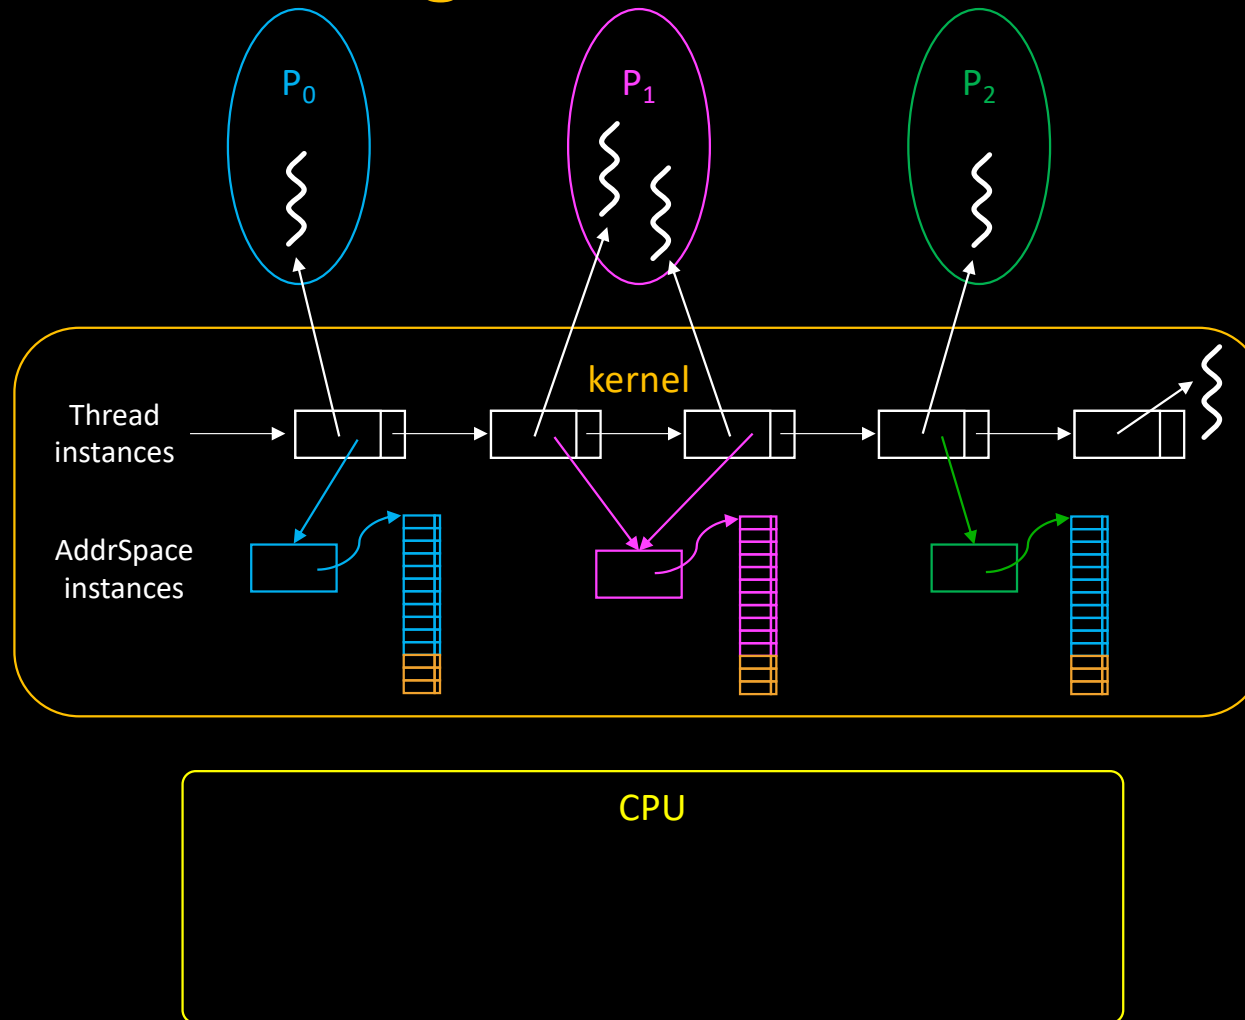 P0
P1
P2
kernel
Thread
instances
AddrSpace
instances
CPU